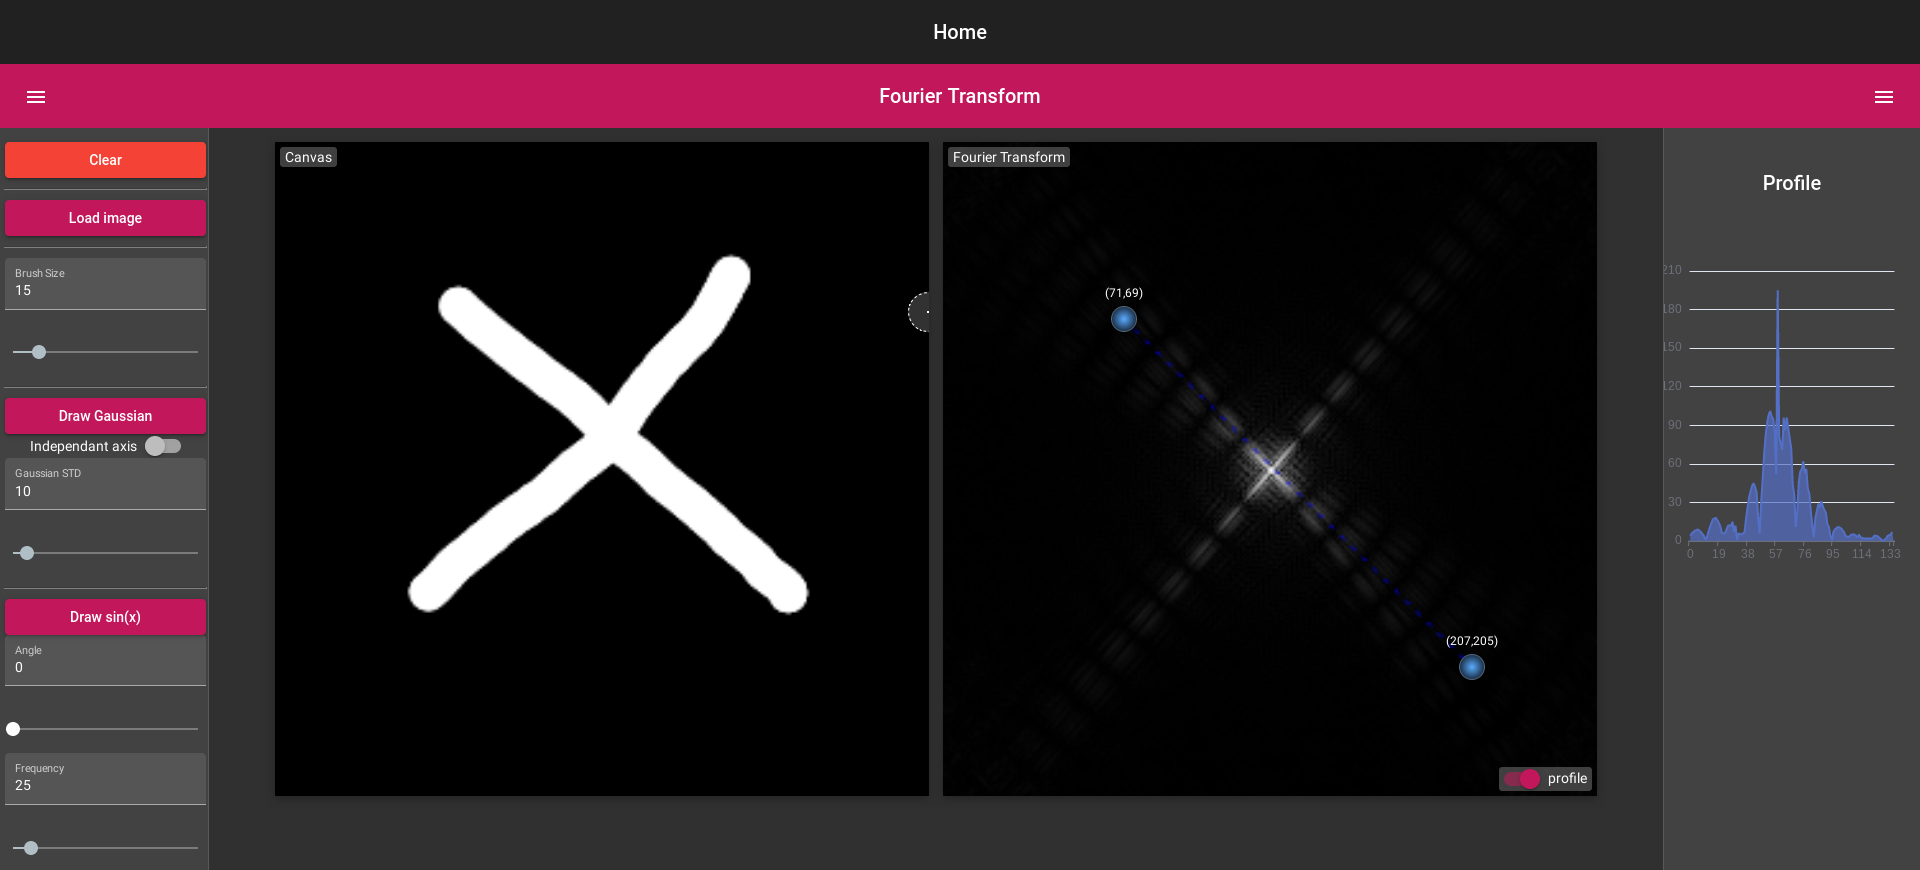 Home
Fourier Transform
Clear
Load image
Brush Size
15
Draw Gaussian
Independant axis
Gaussian STD
10
Draw sin(x)
Angle
0
Frequency
25
Canvas
Fourier Transform
(71,69)
(207,205)
profile
Profile
210
180
150
120
90
60
30
0
0 19 38 57 76 95 114 133